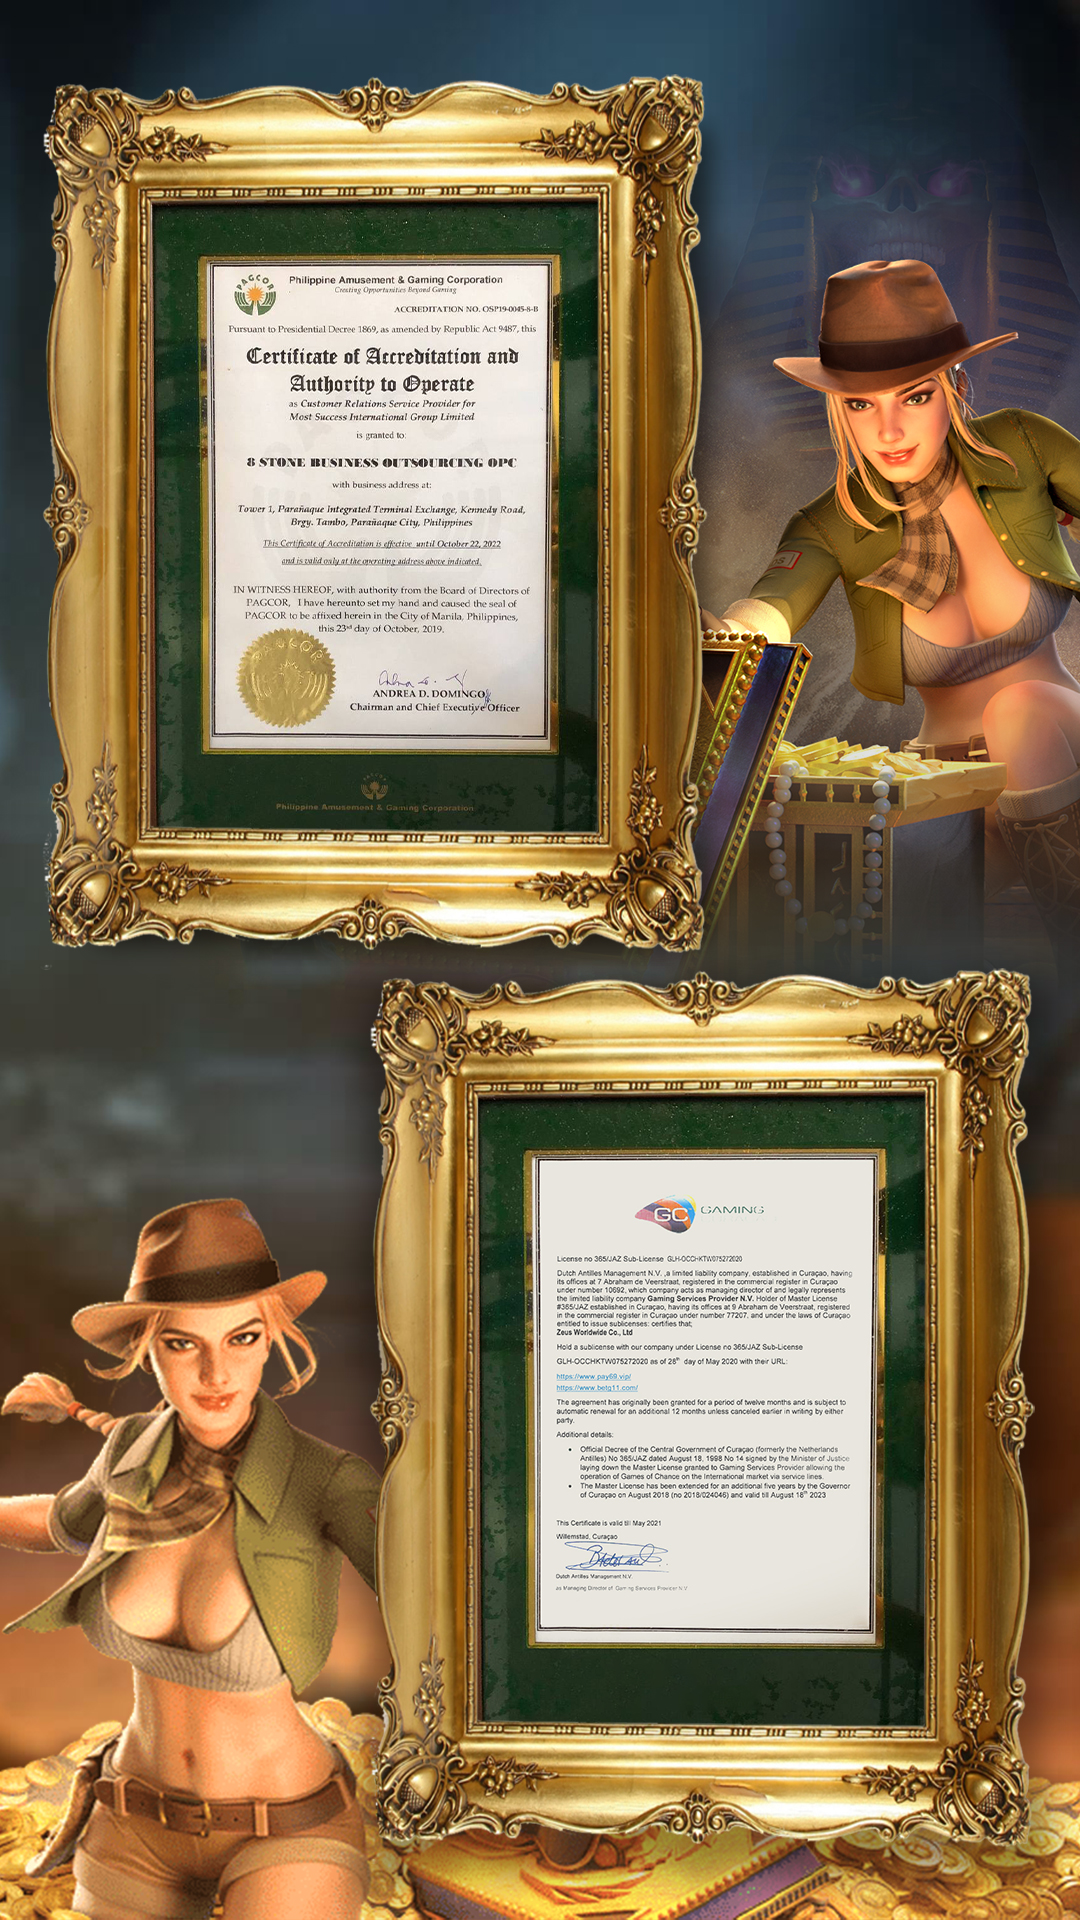 PAGCOR
Philippine Amusement & Gaming Corporation
Creating Opportunities Beyond Gaming
ACCREDITATION NO. OSP19-0045-8-B
Pursuant to Presidential Decree 1869, as amended by Republic Act 9487, this
Certificate of Accreditation and
Authority to Operate
as Customer Relations Service Provider for
Most Success International Group Limited
is granted to:
8 STONE BUSINESS OUTSOURCING OPC
with business address at:
Tower 1, Parañaque Integrated Terminal Exchange, Kennedy Road,
Brgy. Tambo, Parañaque City, Philippines
This Certificate of Accreditation is effective until October 22, 2022
and is valid only at the operating address above indicated.
IN WITNESS HEREOF, with authority from the Board of Directors of
PAGCOR, I have hereunto set my hand and caused the seal of
PAGCOR to be affixed herein in the City of Manila, Philippines,
this 23rd day of October, 2019.
PAGCOR
ANDREA D. DOMINGO
Chairman and Chief Executive Officer
PAGCOR
Philippine Amusement & Gaming Corporation
GC GAMING
License no 365/JAZ Sub-License GLH-OCCHKTW075272020
Dutch Antilles Management N.V. ,a limited liability company, established in Curaçao, having
its offices at 7 Abraham de Veerstraat, registered in the commercial register in Curaçao
under number 10692, which company acts as managing director of and legally represents
the limited liability company Gaming Services Provider N.V. Holder of Master License
#365/JAZ established in Curaçao, having its offices at 9 Abraham de Veerstraat, registered
in the commercial register in Curaçao under number 77207, and under the laws of Curaçao
entitled to issue sublicenses: certifies that;
Zeus Worldwide Co., Ltd
Hold a sublicense with our company under License no 365/JAZ Sub-License
GLH-OCCHKTW075272020 as of 28th day of May 2020 with their URL:
https://www.pay69.vip/
https://www.betg11.com/
The agreement has originally been granted for a period of twelve months and is subject to
automatic renewal for an additional 12 months unless canceled earlier in writing by either
party.
Additional details:
• Official Decree of the Central Government of Curaçao (formerly the Netherlands
Antilles) No 365/JAZ dated August 18, 1998 No 14 signed by the Minister of Justice
laying down the Master License granted to Gaming Services Provider allowing the
operation of Games of Chance on the International market via service lines.
• The Master License has been extended for an additional five years by the Governor
of Curaçao on August 2018 (no 2018/024046) and valid till August 18th 2023
This Certificate is valid till May 2021
Willemstad, Curaçao
Dutch Antilles Management N.V.
as Managing Director of Gaming Services Provider N.V